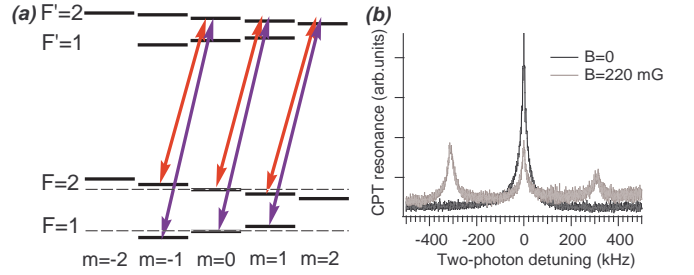 (a)
F'=2
F'=1
F=2
F=1
m=-2 m=-1 m=0 m=1 m=2
(b)
CPT resonance (arb.units)
B=0
B=220 mG
-400 -200 0 200 400
Two-photon detuning (kHz)